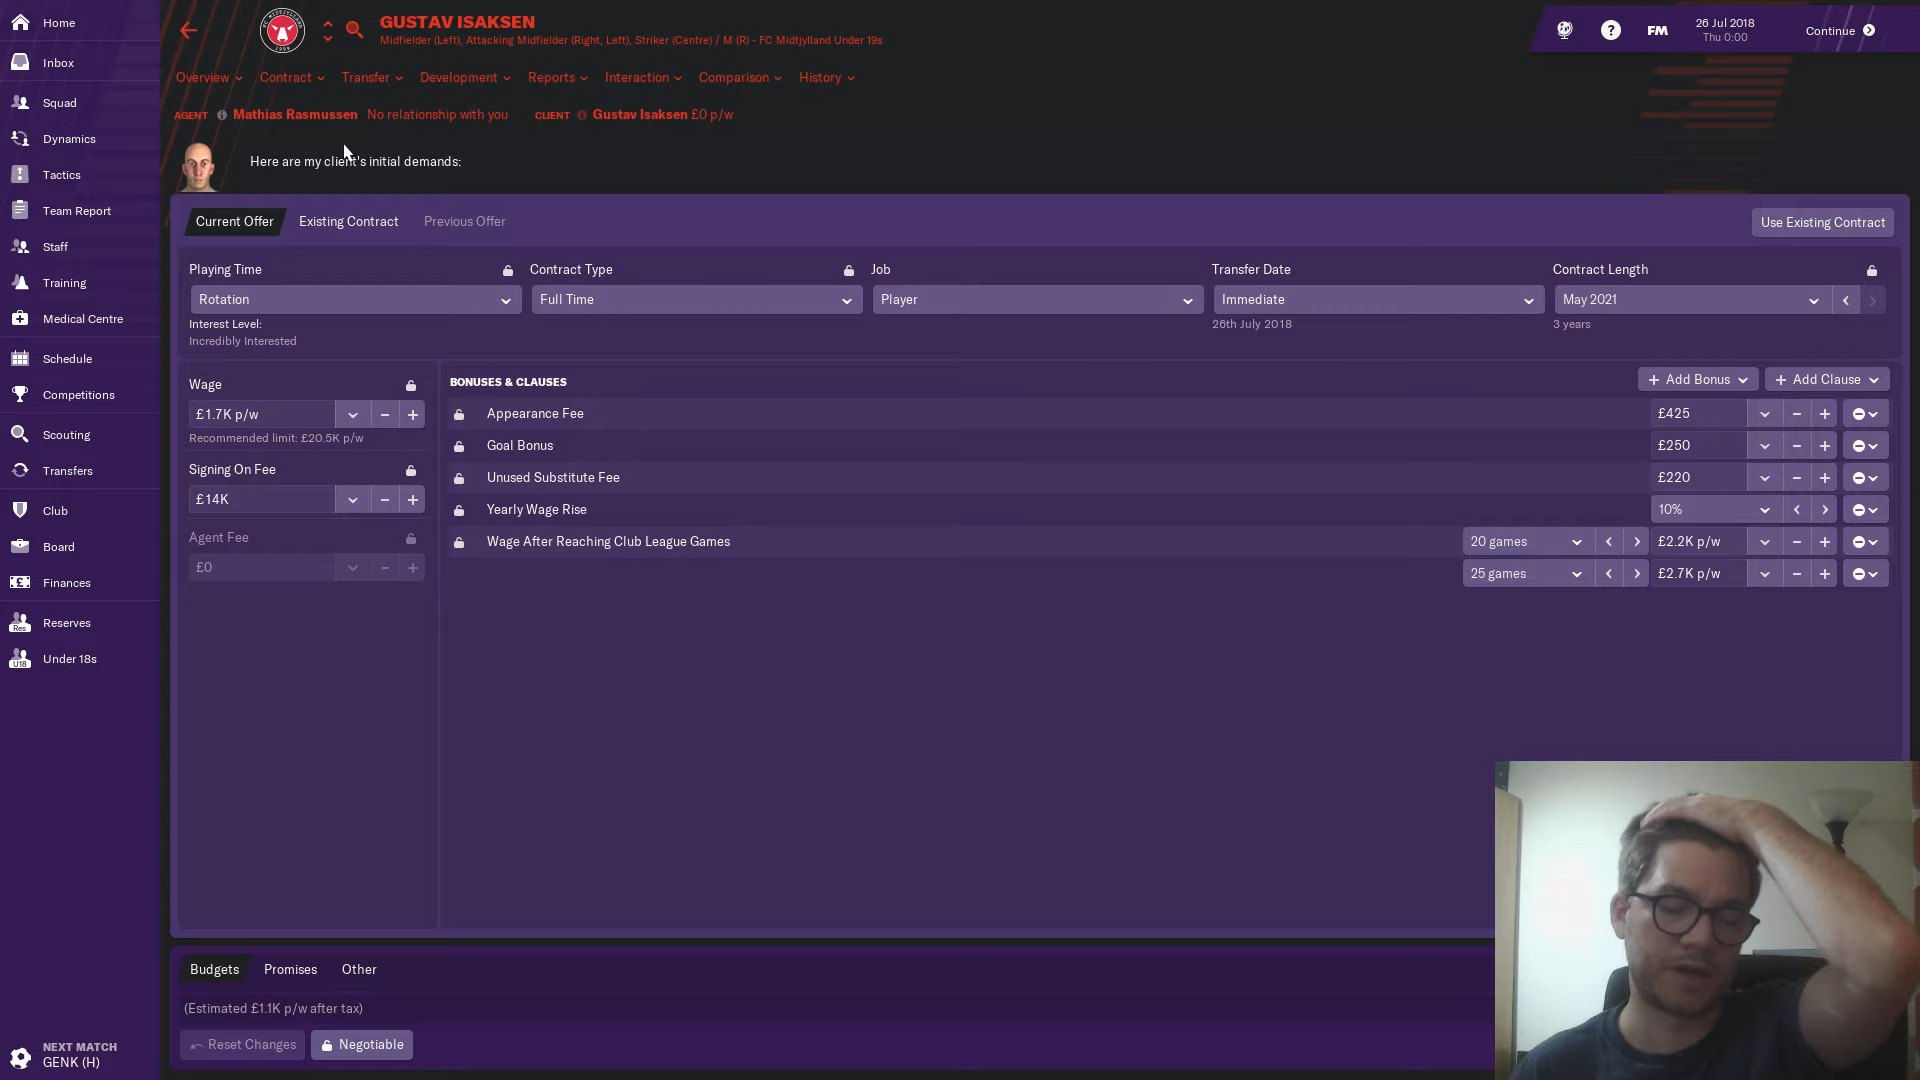 Home
Inbox
Squad
Dynamics
Tactics
Team Report
Staff
Training
Medical Centre
Schedule
Competitions
Scouting
Transfers
Club
Board
Finances
Res
Reserves
U18
Under 18s
NEXT MATCH
GENK (H)
GUSTAV ISAKSEN
Midfielder (Left), Attacking Midfielder (Right, Left), Striker (Centre) / M (R) - FC Midtjylland Under 19s
FM
26 Jul 2018
Thu 0:00
Continue
Overview Contract Transfer Development Reports Interaction Comparison History
AGENT Mathias Rasmussen No relationship with you CLIENT Gustav Isaksen £0 p/w
Here are my client's initial demands:
Current Offer Existing Contract Previous Offer Use Existing Contract
Playing Time Contract Type Job Transfer Date Contract Length
Rotation Full Time Player Immediate May 2021
Interest Level: 26th July 2018 3 years
Incredibly Interested
Wage
£1.7K p/w
Recommended limit: £20.5K p/w
Signing On Fee
£14K
Agent Fee
£0
BONUSES & CLAUSES Add Bonus Add Clause
Appearance Fee £425
Goal Bonus £250
Unused Substitute Fee £220
Yearly Wage Rise 10%
Wage After Reaching Club League Games 20 games £2.2K p/w
25 games £2.7K p/w
Budgets Promises Other
(Estimated £1.1K p/w after tax)
Reset Changes Negotiable